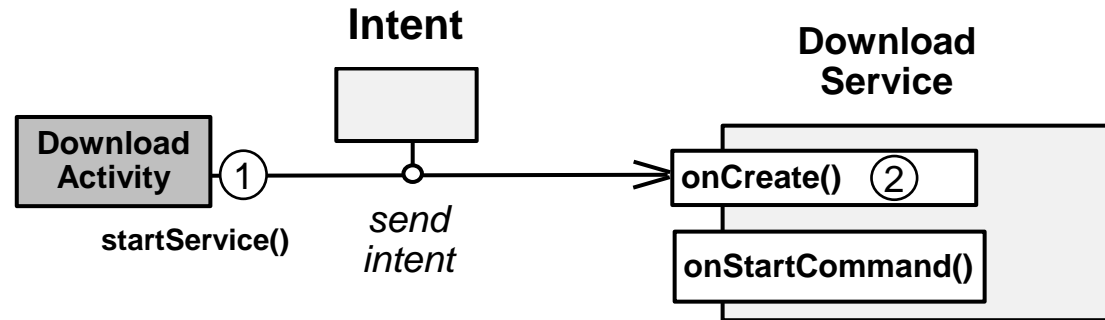 Intent
Download
Service
Download
Activity
1
onCreate()
2
startService()
send
intent
onStartCommand()